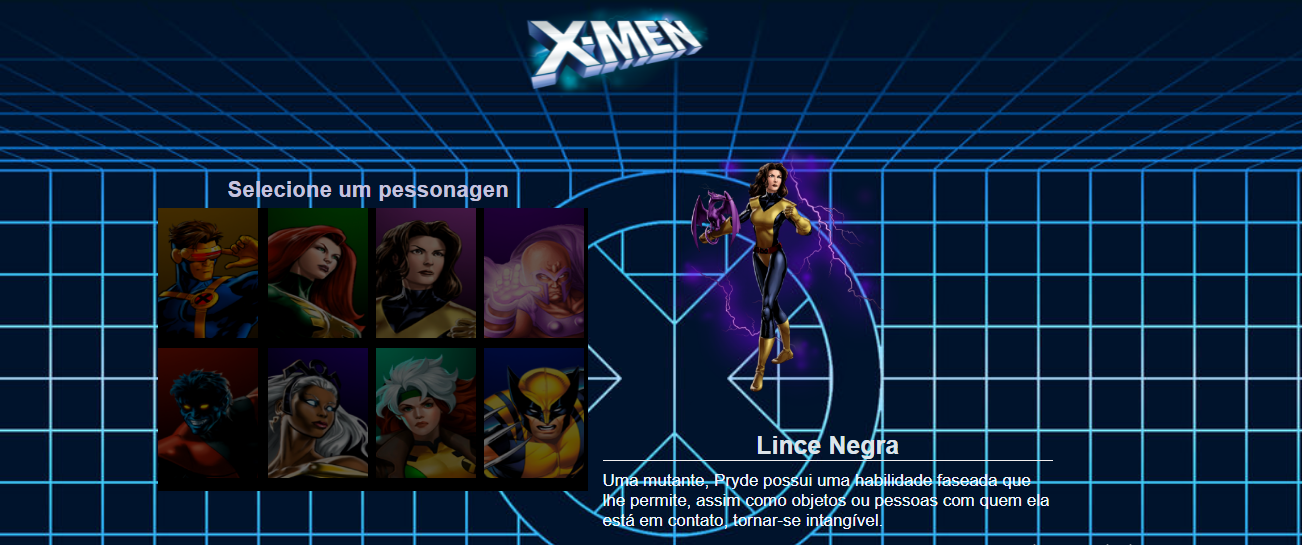 X-MEN
Selecione um pessonagen
Lince Negra
Uma mutante, Pryde possui uma habilidade faseada que
lhe permite, assim como objetos ou pessoas com quem ela
está em contato, tornar-se intangível.